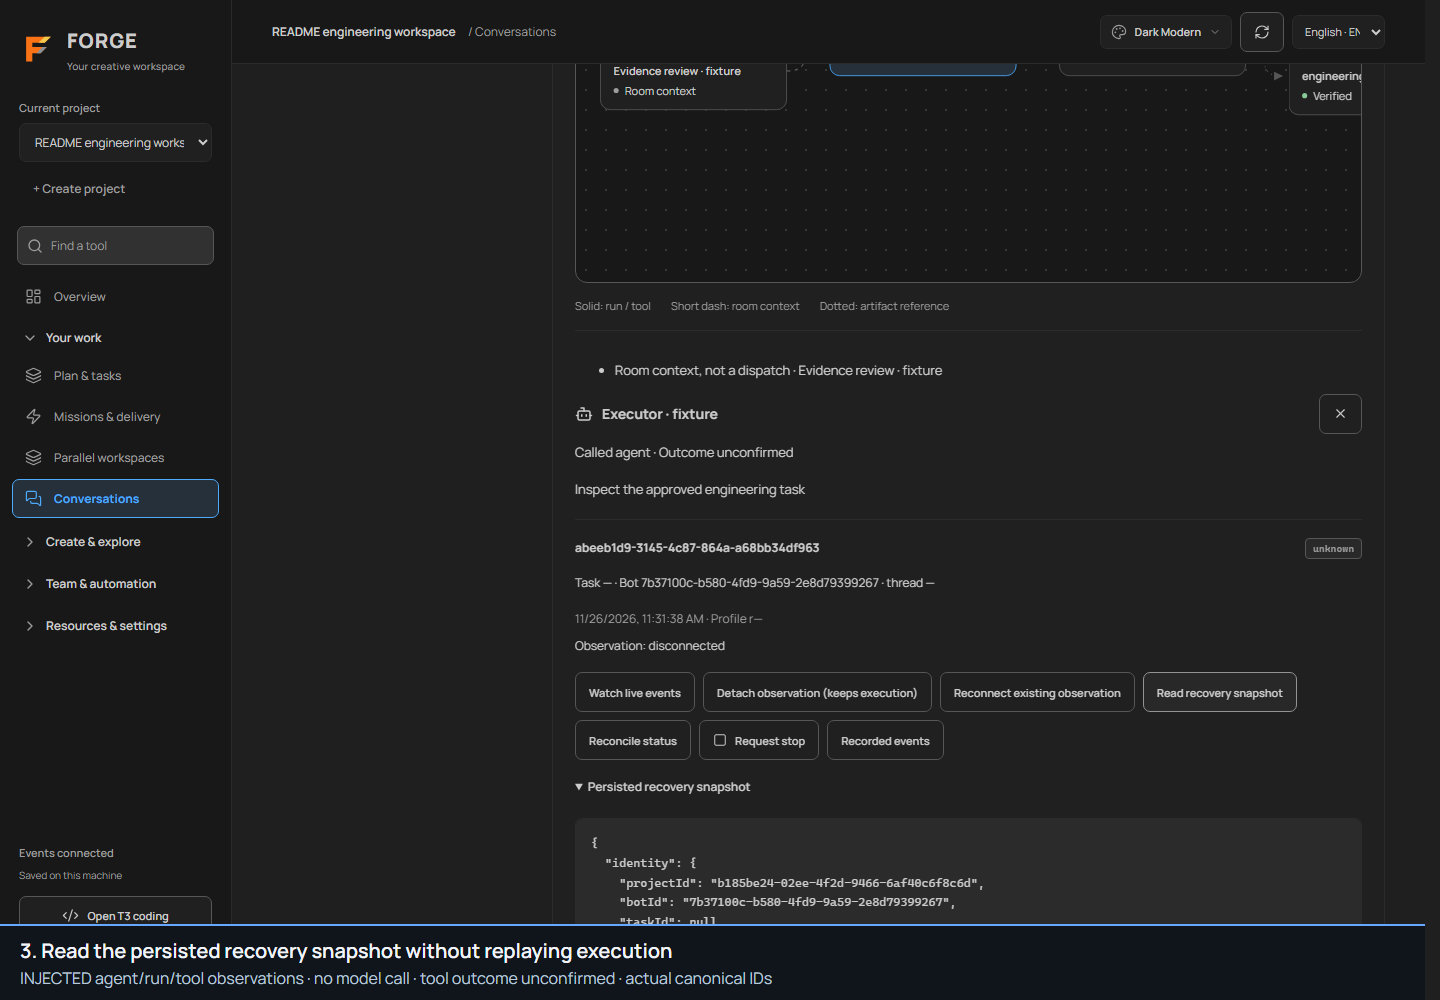 FORGE
Your creative workspace
Current project
README engineering works
+ Create project
Find a tool
Overview
Your work
Plan & tasks
Missions & delivery
Parallel workspaces
Conversations
Create & explore
Team & automation
Resources & settings
Events connected
Saved on this machine
Open T3 coding
README engineering workspace / Conversations
Dark Modern
English · EN
Evidence review · fixture
Room context
engineering
Verified
Solid: run / tool Short dash: room context Dotted: artifact reference
Room context, not a dispatch · Evidence review · fixture
Executor · fixture
Called agent · Outcome unconfirmed
Inspect the approved engineering task
abeeb1d9-3145-4c87-864a-a68bb34df963
unknown
Task — · Bot 7b37100c-b580-4fd9-9a59-2e8d79399267 · thread —
11/26/2026, 11:31:38 AM · Profile r—
Observation: disconnected
Watch live events
Detach observation (keeps execution)
Reconnect existing observation
Read recovery snapshot
Reconcile status
Request stop
Recorded events
Persisted recovery snapshot
{
"identity": {
"projectId": "b185be24-02ee-4f2d-9466-6af40c6f8c6d",
"botId": "7b37100c-b580-4fd9-9a59-2e8d79399267",
"taskId": null
3. Read the persisted recovery snapshot without replaying execution
INJECTED agent/run/tool observations · no model call · tool outcome unconfirmed · actual canonical IDs